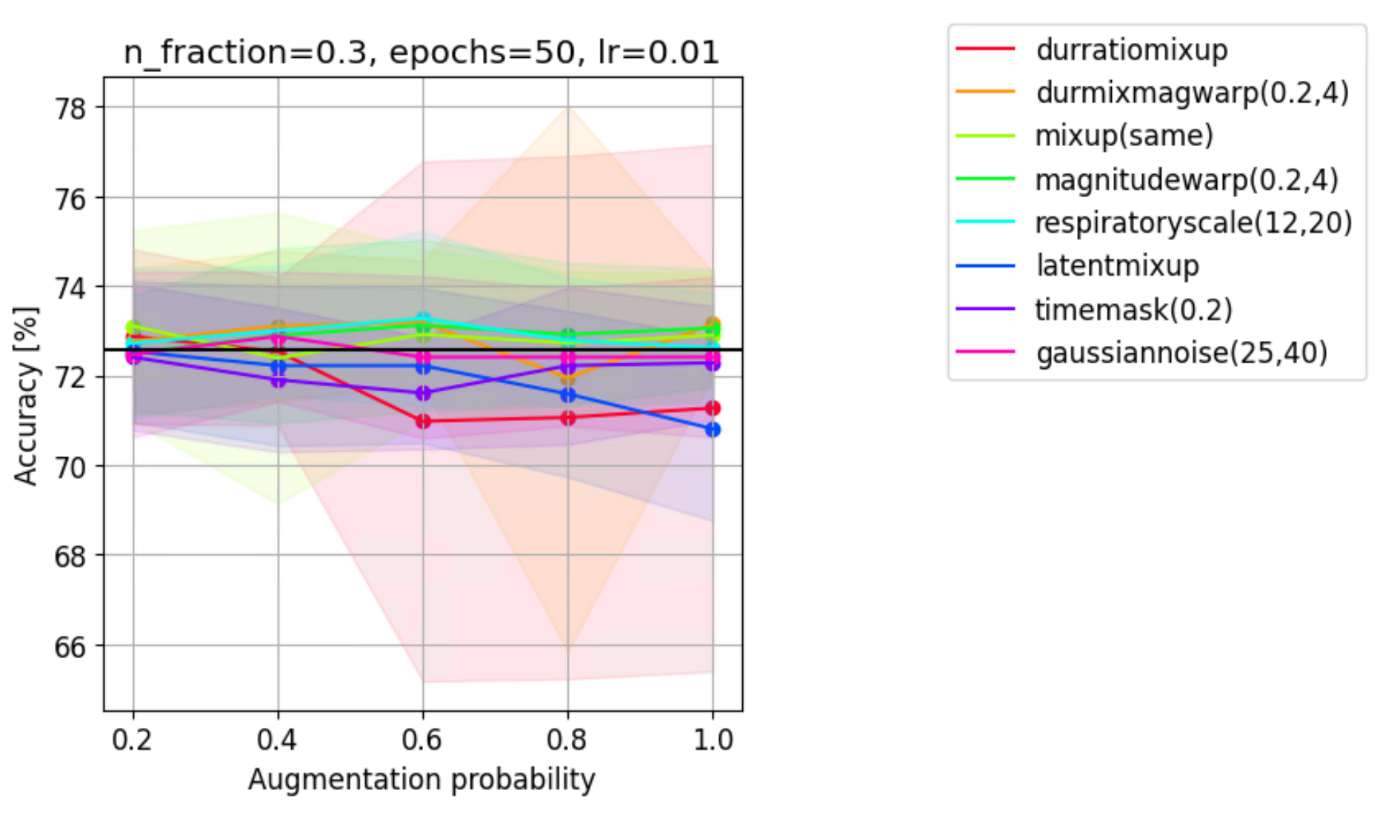 n_fraction=0.3, epochs=50, lr=0.01
78
76
74
72
70
68
66
Accuracy [%]
0.2 0.4 0.6 0.8 1.0
Augmentation probability
durratiomixup
durmixmagwarp(0.2,4)
mixup(same)
magnitudewarp(0.2,4)
respiratoryscale(12,20)
latentmixup
timemask(0.2)
gaussiannoise(25,40)